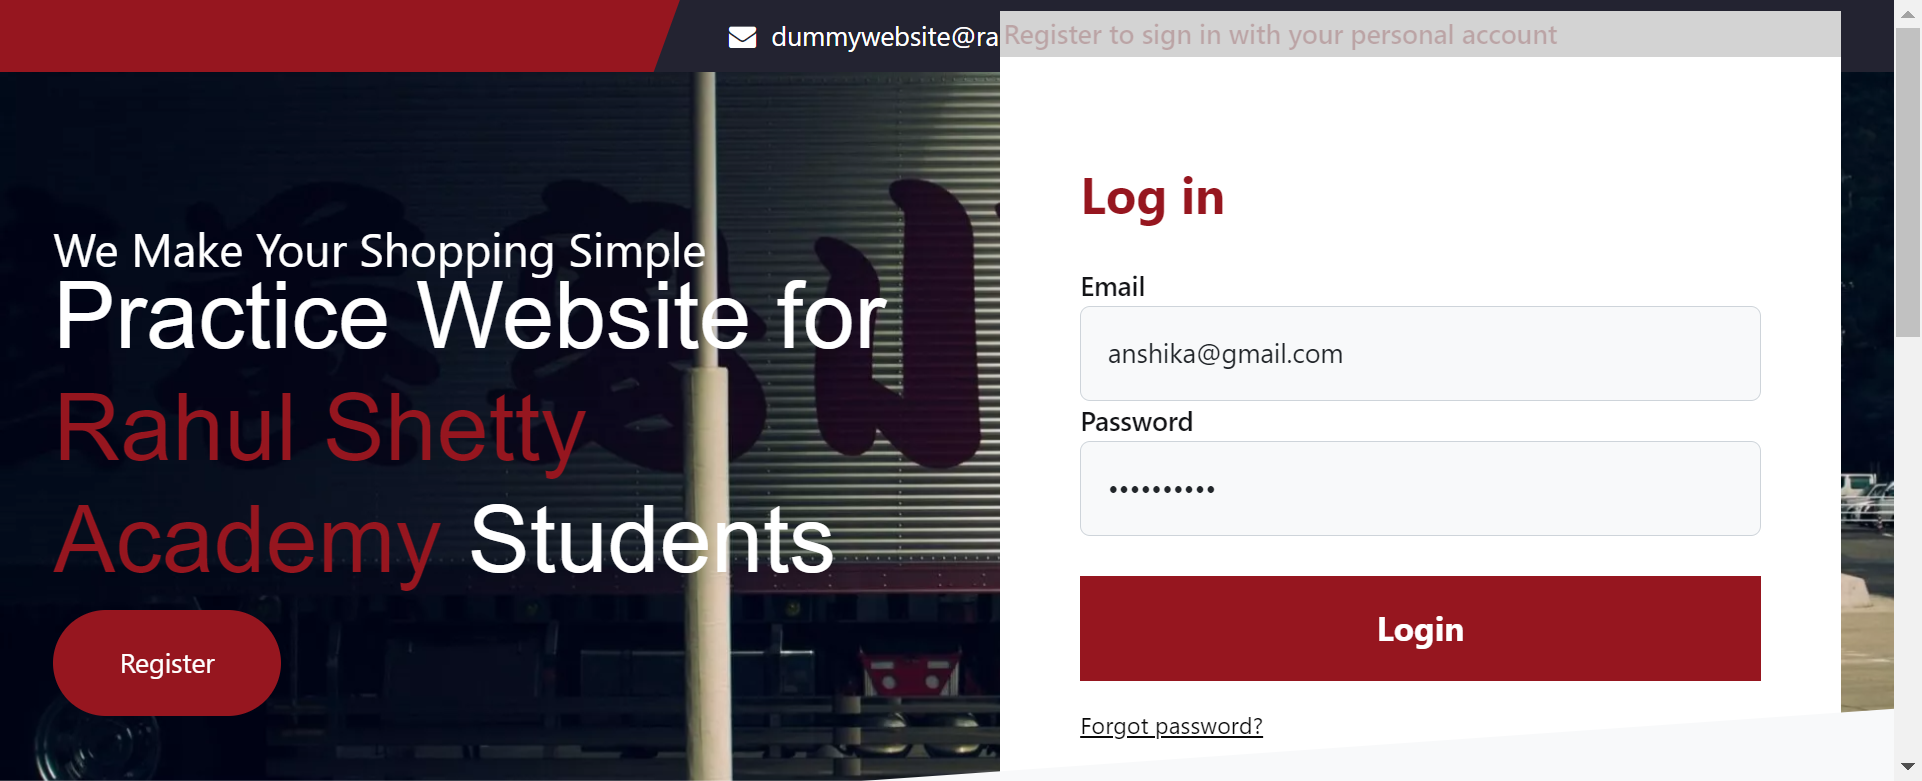 dummywebsite@ra
Register to sign in with your personal account
We Make Your Shopping Simple
Practice Website for
Rahul Shetty
Academy Students
Register
Log in
Email
anshika@gmail.com
Password
••••••••••
Login
Forgot password?